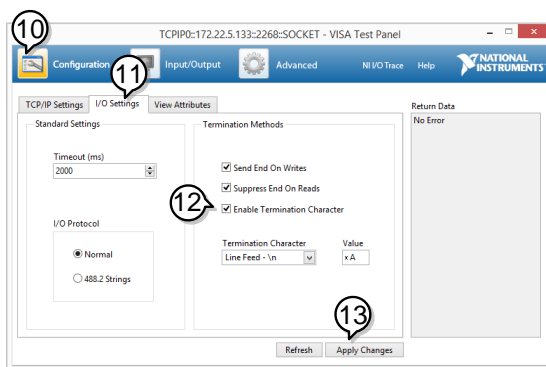 10
TCPIP0::172.22.5.133::2268::SOCKET - VISA Test Panel
Configuration
Input/Output
Advanced
NI I/O Trace
Help
NATIONAL
INSTRUMENTS
11
TCP/IP Settings
I/O Settings
View Attributes
Return Data
No Error
Standard Settings
Timeout (ms)
2000
I/O Protocol
Normal
488.2 Strings
Termination Methods
Send End On Writes
Suppress End On Reads
12
Enable Termination Character
Termination Character
Value
Line Feed - \n
xA
13
Refresh
Apply Changes